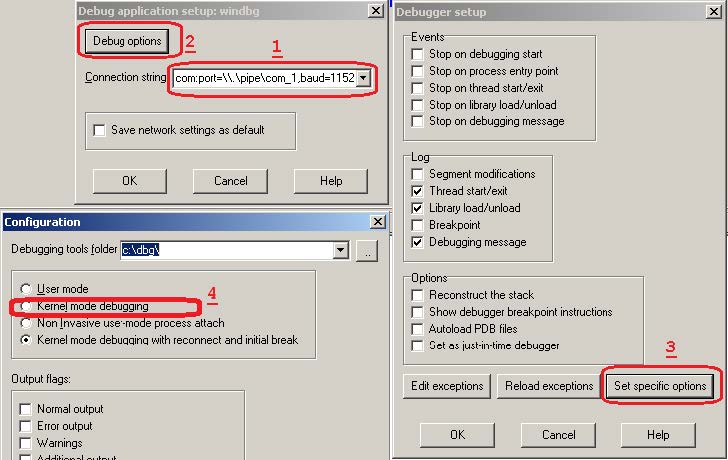 Debug application setup: windbg
Debug options
2
1
Connection string
com:port=\\.\pipe\com_1,baud=1152
Save network settings as default
OK
Cancel
Help
Configuration
Debugging tools folder
c:\dbg\
..
User mode
Kernel mode debugging
4
Non Invasive user-mode process attach
Kernel mode debugging with reconnect and initial break
Output flags:
Normal output
Error output
Warnings
Additional output
Debugger setup
Events
Stop on debugging start
Stop on process entry point
Stop on thread start/exit
Stop on library load/unload
Stop on debugging message
Log
Segment modifications
Thread start/exit
Library load/unload
Breakpoint
Debugging message
Options
Reconstruct the stack
Show debugger breakpoint instructions
Autoload PDB files
Set as just-in-time debugger
3
Edit exceptions
Reload exceptions
Set specific options
OK
Cancel
Help